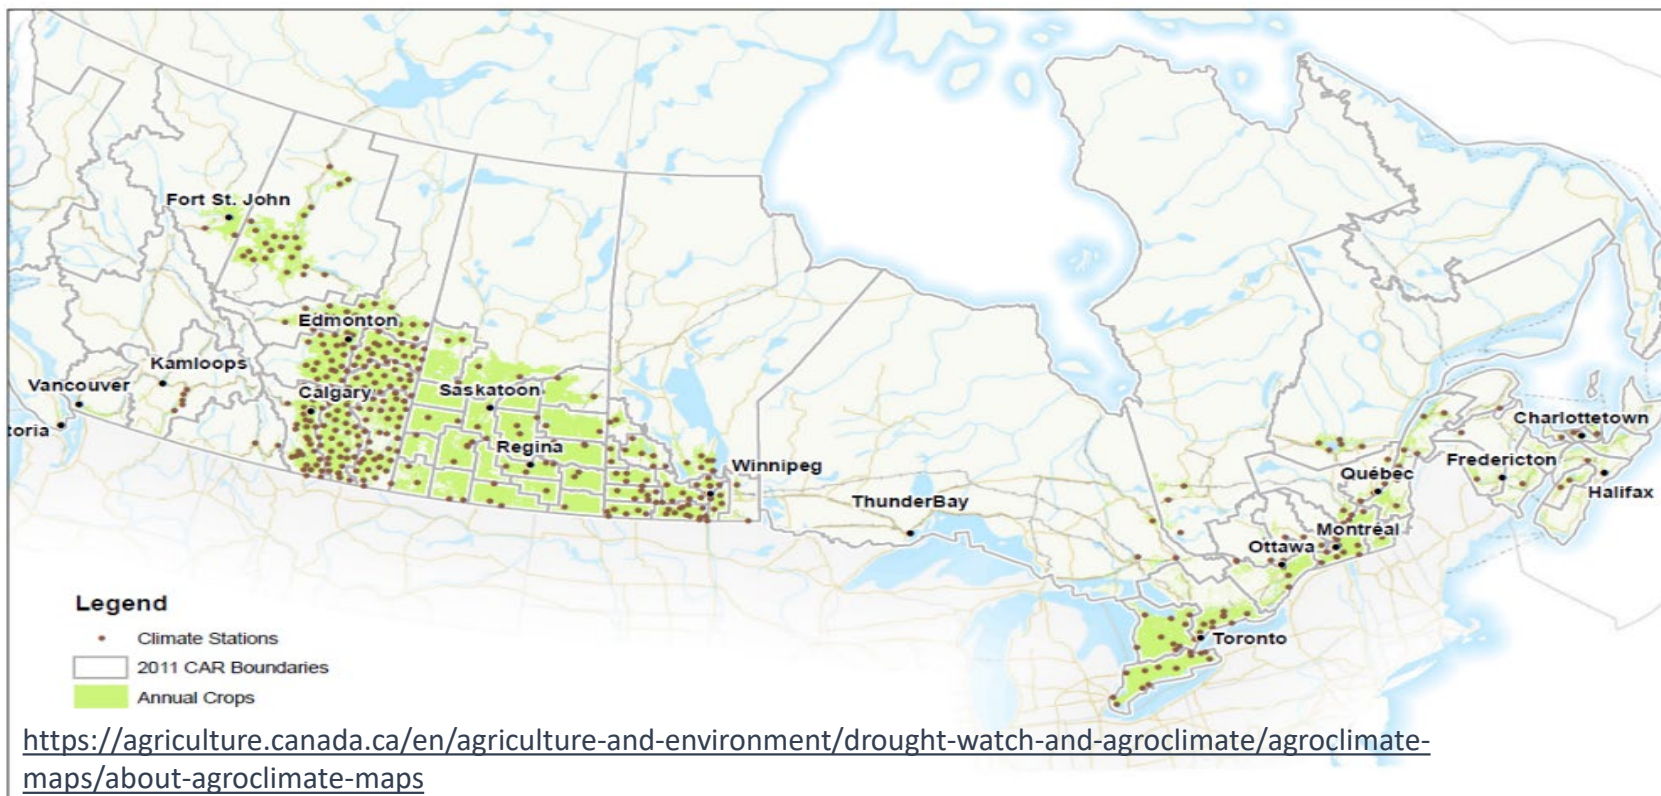 Fort St. John
Edmonton
Kamloops
Vancouver
Calgary
Saskatoon
toria
Regina
Winnipeg
ThunderBay
Charlottetown
Fredericton
Québec
Halifax
Montréal
Ottawa
Toronto
Legend
Climate Stations
2011 CAR Boundaries
Annual Crops
https://agriculture.canada.ca/en/agriculture-and-environment/drought-watch-and-agroclimate/agroclimate-
maps/about-agroclimate-maps